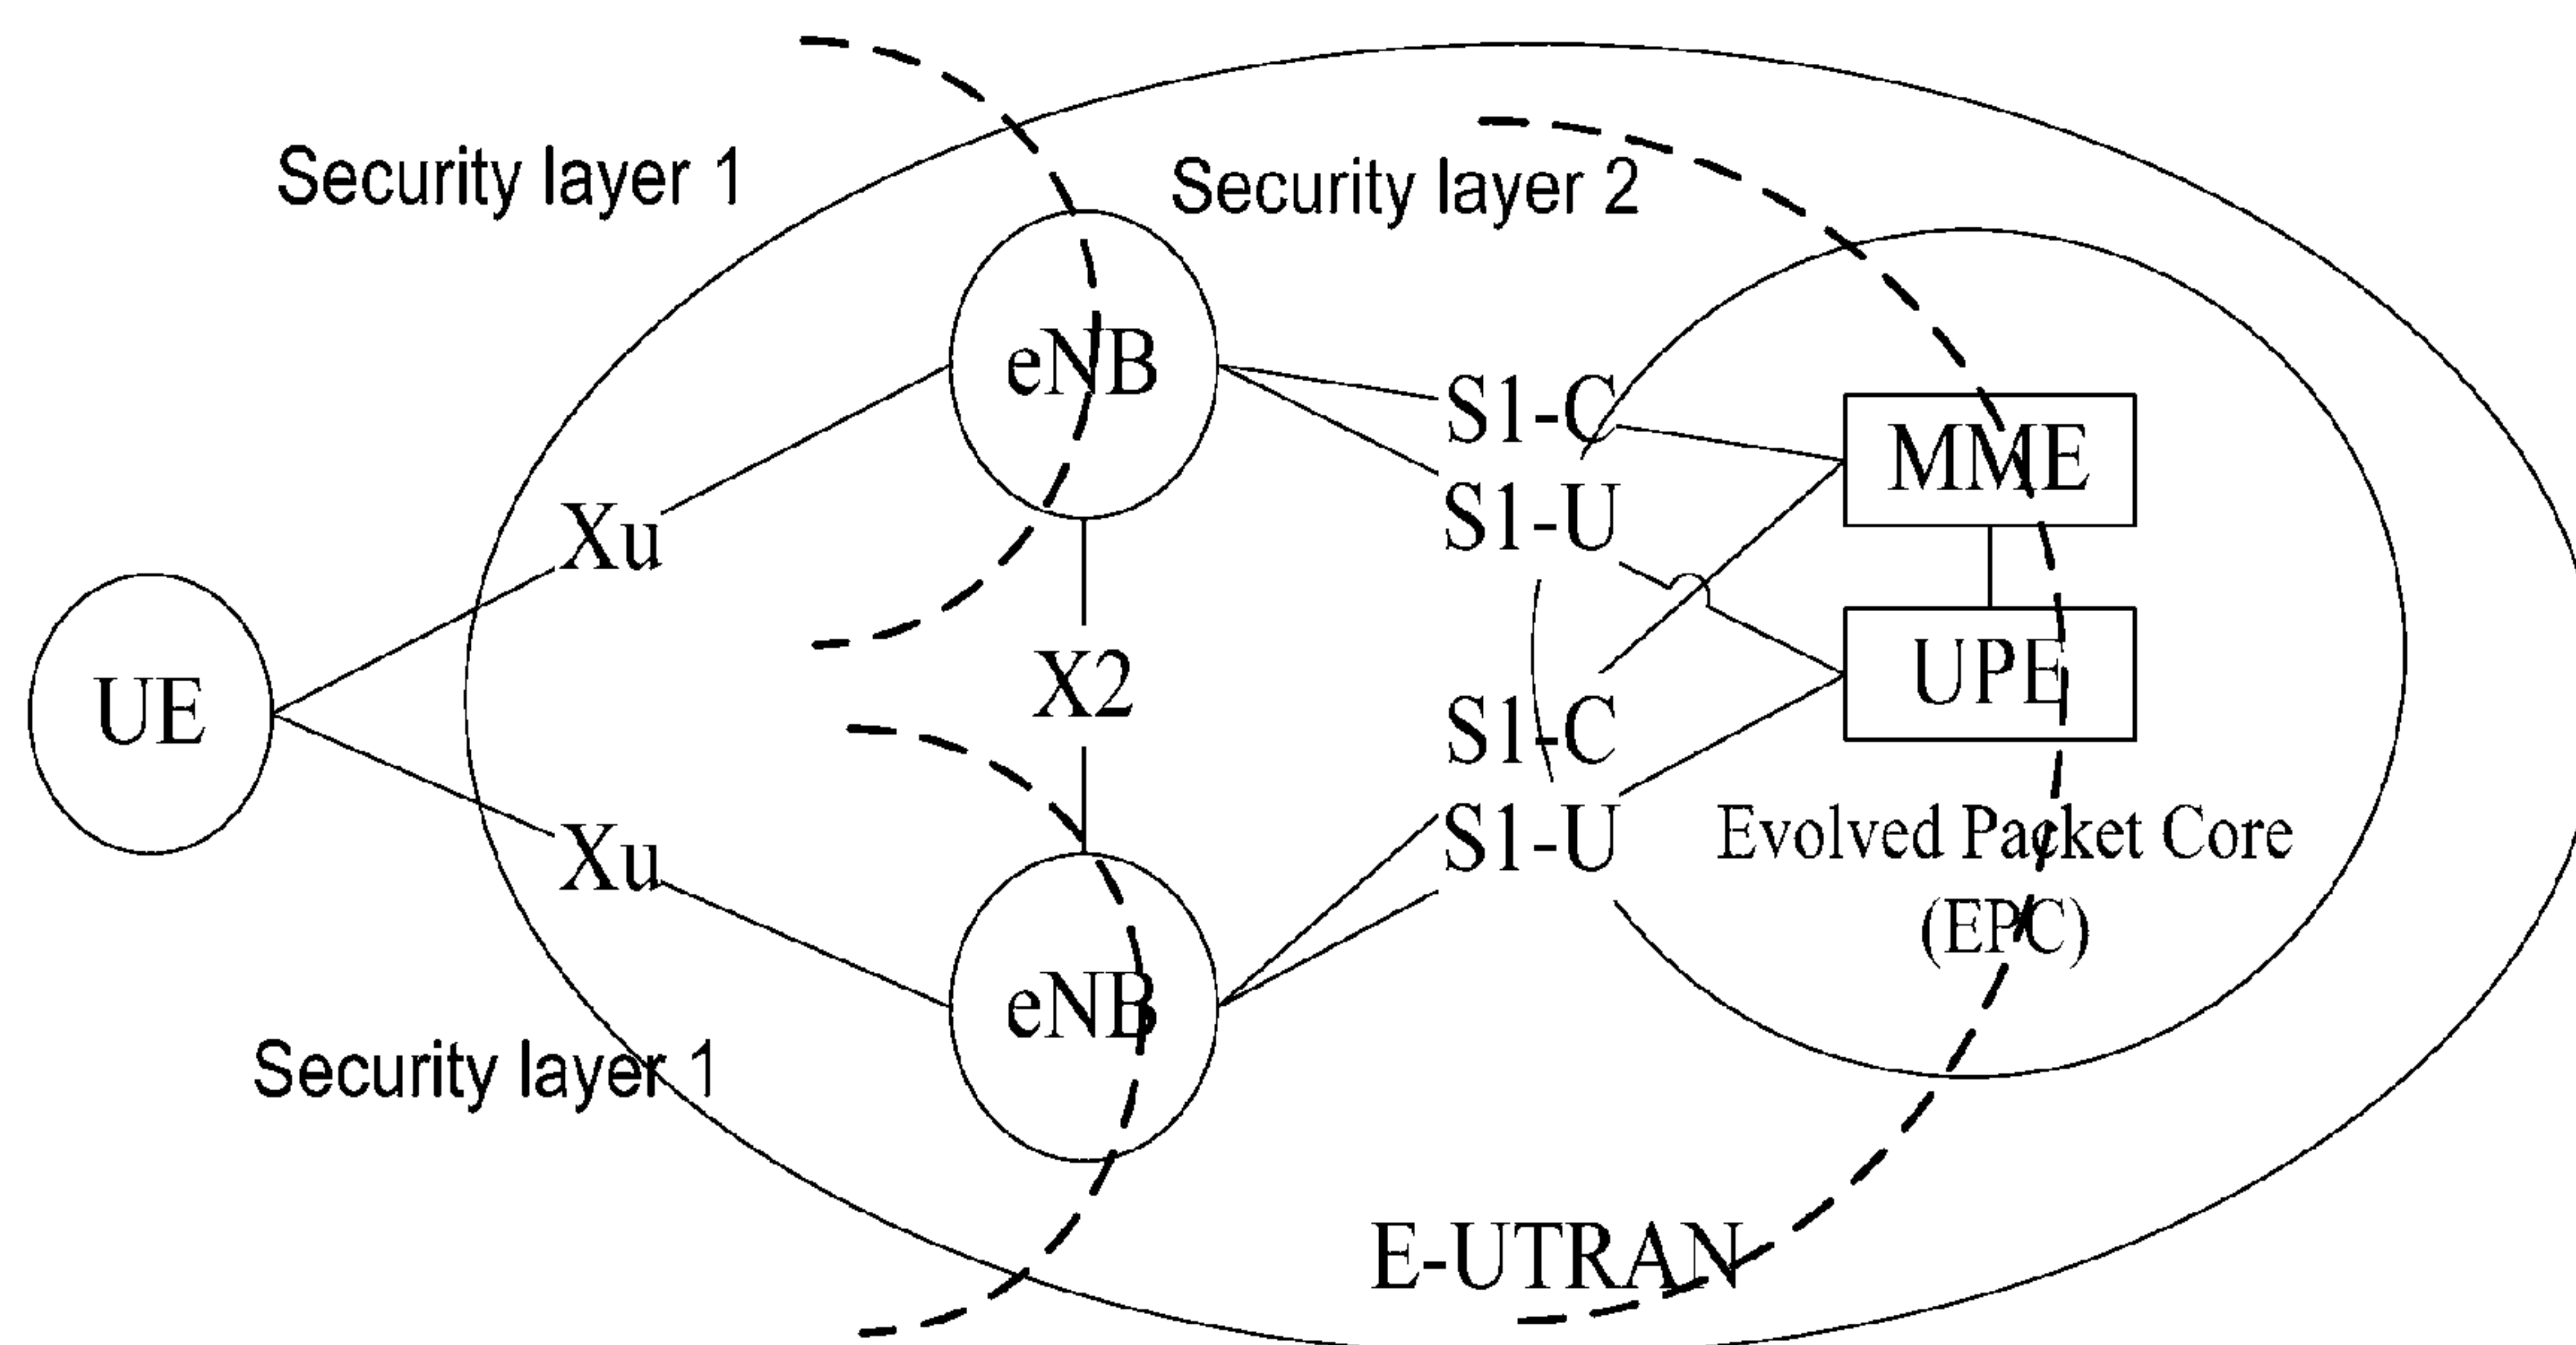 Security layer 1
Security layer 2
eNB
S1-C
MME
S1-U
Xu
UPE
X2
UE
S1-C
S1-U
Evolved Packet Core
(EPC)
Xu
eNB
Security layer 1
E-UTRAN